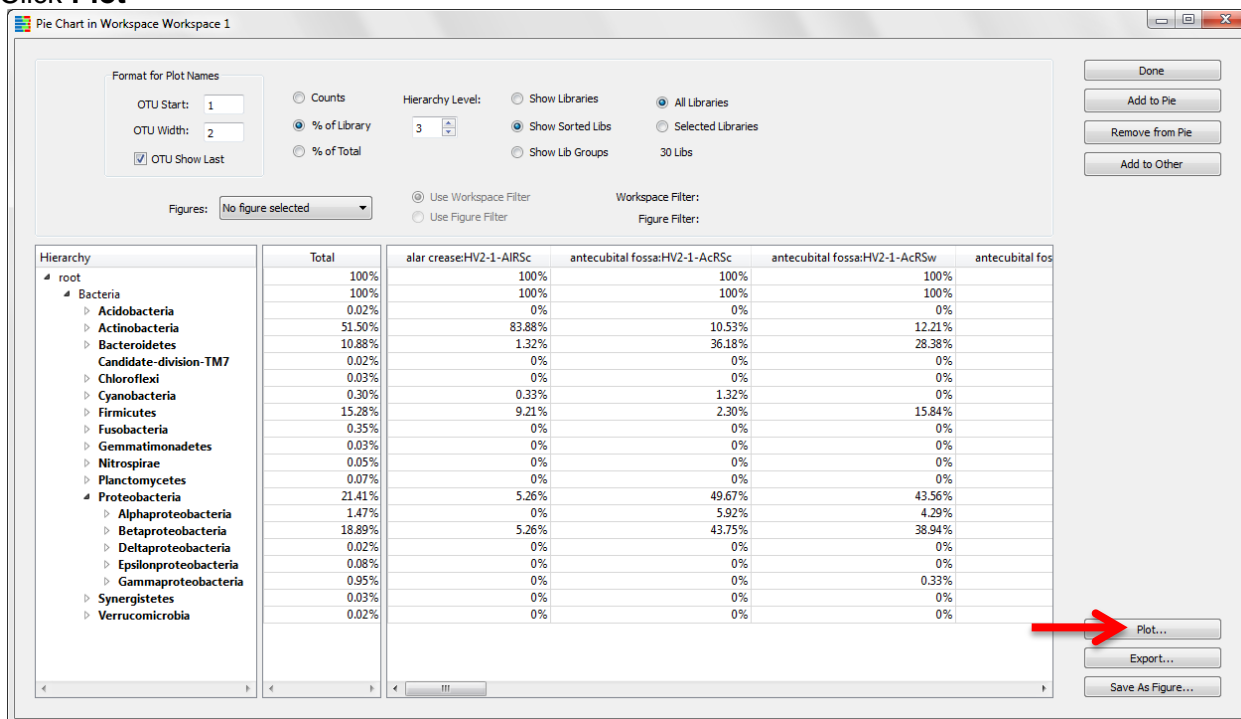 Click Plot
Pie Chart in Workspace Workspace 1
Format for Plot Names
OTU Start: 1
OTU Width: 2
OTU Show Last
Counts
% of Library
% of Total
Hierarchy Level:
3
Show Libraries
Show Sorted Libs
Show Lib Groups
All Libraries
Selected Libraries
30 Libs
Figures: No figure selected
Use Workspace Filter
Use Figure Filter
Workspace Filter:
Figure Filter:
Done
Add to Pie
Remove from Pie
Add to Other
Hierarchy Total alar crease:HV2-1-AlRSc antecubital fossa:HV2-1-AcRSc antecubital fossa:HV2-1-AcRSw antecubital fos
root 100% 100% 100% 100%
Bacteria 100% 100% 100% 100%
Acidobacteria 0.02% 0% 0% 0%
Actinobacteria 51.50% 83.88% 10.53% 12.21%
Bacteroidetes 10.88% 1.32% 36.18% 28.38%
Candidate-division-TM7 0.02% 0% 0% 0%
Chloroflexi 0.03% 0% 0% 0%
Cyanobacteria 0.30% 0.33% 1.32% 0%
Firmicutes 15.28% 9.21% 2.30% 15.84%
Fusobacteria 0.35% 0% 0% 0%
Gemmatimonadetes 0.03% 0% 0% 0%
Nitrospirae 0.05% 0% 0% 0%
Planctomycetes 0.07% 0% 0% 0%
Proteobacteria 21.41% 5.26% 49.67% 43.56%
Alphaproteobacteria 1.47% 0% 5.92% 4.29%
Betaproteobacteria 18.89% 5.26% 43.75% 38.94%
Deltaproteobacteria 0.02% 0% 0% 0%
Epsilonproteobacteria 0.08% 0% 0% 0%
Gammaproteobacteria 0.95% 0% 0% 0.33%
Synergistetes 0.03% 0% 0% 0%
Verrucomicrobia 0.02% 0% 0% 0%
Plot...
Export...
Save As Figure...